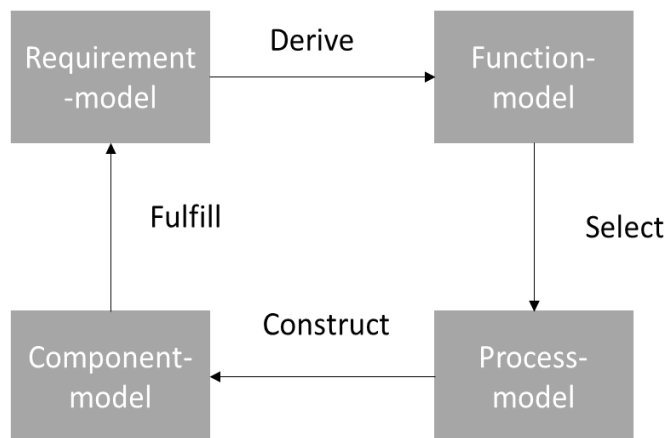 Requirement
-model
Derive
Function-
model
Fulfill
Select
Component-
model
Construct
Process-
model